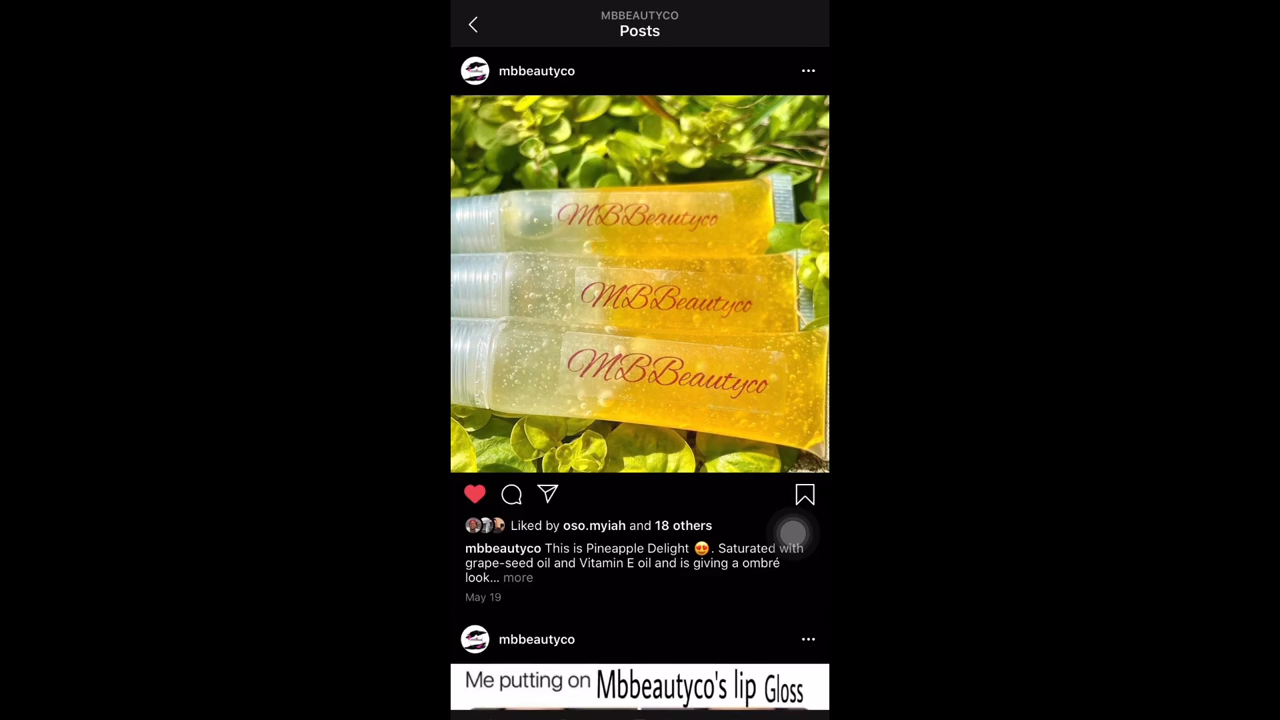 MBBEAUTYCO
Posts
mbbeautyco
MBBeautyco
MBBeautyco
MBBeautyco
Liked by oso.myiah and 18 others
mbbeautyco This is Pineapple Delight 😍. Saturated with
grape-seed oil and Vitamin E oil and is giving a ombré
look... more
May 19
mbbeautyco
Me putting on Mbbeautyco's lip Gloss